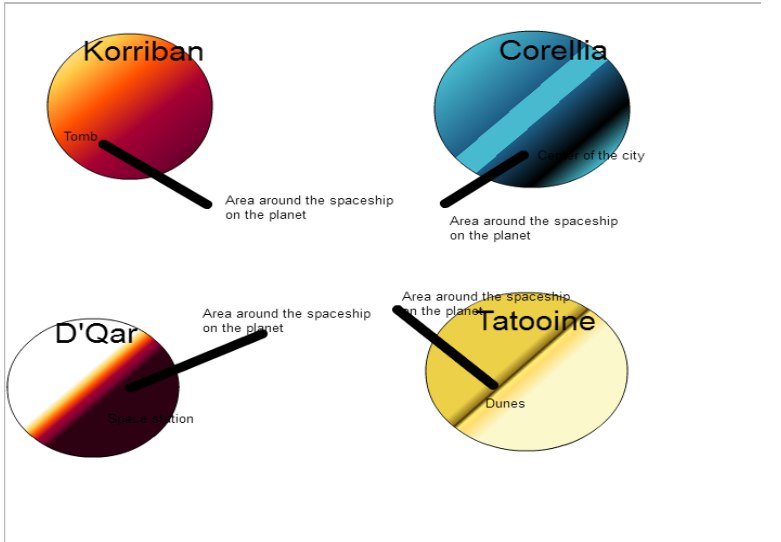 Korriban
Tomb
Area around the spaceship
on the planet
Corellia
Center of the city
Area around the spaceship
on the planet
D'Qar
Area around the spaceship
on the planet
Space station
Area around the spaceship
on the planet
Tatooine
Dunes